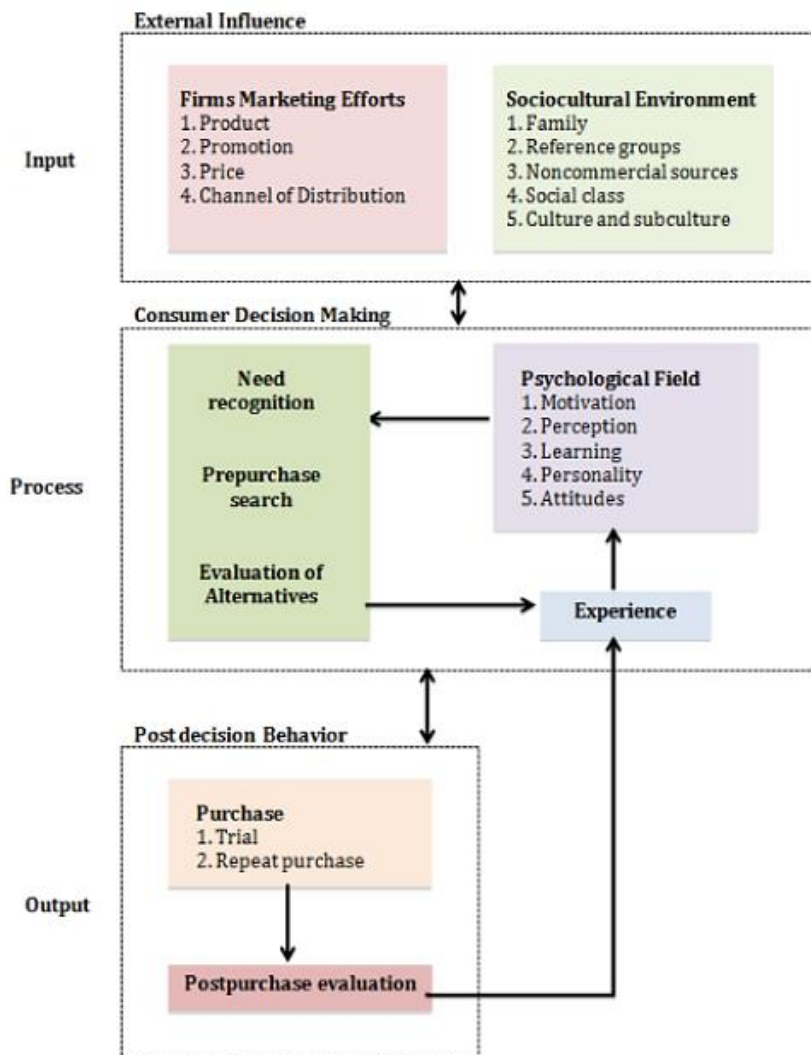 External Influence
Input
Firms Marketing Efforts
1. Product
2. Promotion
3. Price
4. Channel of Distribution
Sociocultural Environment
1. Family
2. Reference groups
3. Noncommercial sources
4. Social class
5. Culture and subculture
Consumer Decision Making
Process
Need
recognition
Prepurchase
search
Evaluation of
Alternatives
Psychological Field
1. Motivation
2. Perception
3. Learning
4. Personality
5. Attitudes
Experience
Post decision Behavior
Output
Purchase
1. Trial
2. Repeat purchase
Postpurchase evaluation